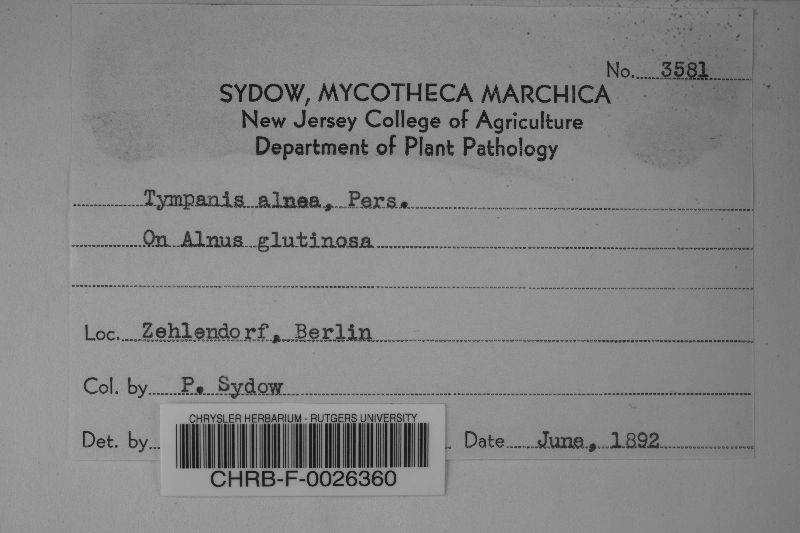 No. 3581
SYDOW, MYCOTHECA MARCHICA
New Jersey College of Agriculture
Department of Plant Pathology
Tympanis alnea, Pers.
On Alnus glutinosa
Loc. Zehlendorf, Berlin
Col. by P. Sydow
Det. by Date June, 1892
CHRYSLER HERBARIUM - RUTGERS UNIVERSITY
CHRB-F-0026360